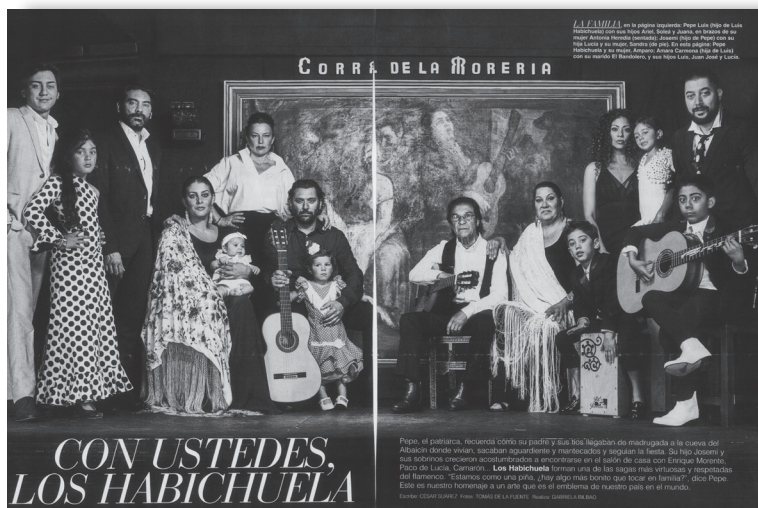 LA FAMILIA, en la página izquierda: Pepe Luis (hijo de Luis
Habichuela) con sus hijos Ariel, Soleá y Juana, en brazos de su
mujer Antonia Heredia (sentada); Josemi (hijo de Pepe) con su
hija Lucía y su mujer, Sandra (de pie). En esta página: Pepe
Habichuela y su mujer, Amparo; Amara Carmona (hija de Luis)
con su marido El Bandolero, y sus hijos Luis, Juan José y Lucía.
CORRA DE LA MORERIA
CON USTEDES,
LOS HABICHUELA
Pepe, el patriarca, recuerda cómo su padre y sus tíos llegaban de madrugada a la cueva del
Albaicín donde vivían, sacaban aguardiente y mantecados y seguían la fiesta. Su hijo Josemi y
sus sobrinos crecieron acostumbrados a encontrarse en el salón de casa con Enrique Morente,
Paco de Lucía, Camarón... Los Habichuela forman una de las sagas más virtuosas y respetadas
del flamenco. "Estamos como una piña, ¿hay algo más bonito que tocar en familia?", dice Pepe.
Este es nuestro homenaje a un arte que es el emblema de nuestro país en el mundo.
Escribe: CÉSAR SUÁREZ Fotos: TOMÁS DE LA FUENTE Realiza: GABRIELA BILBAO